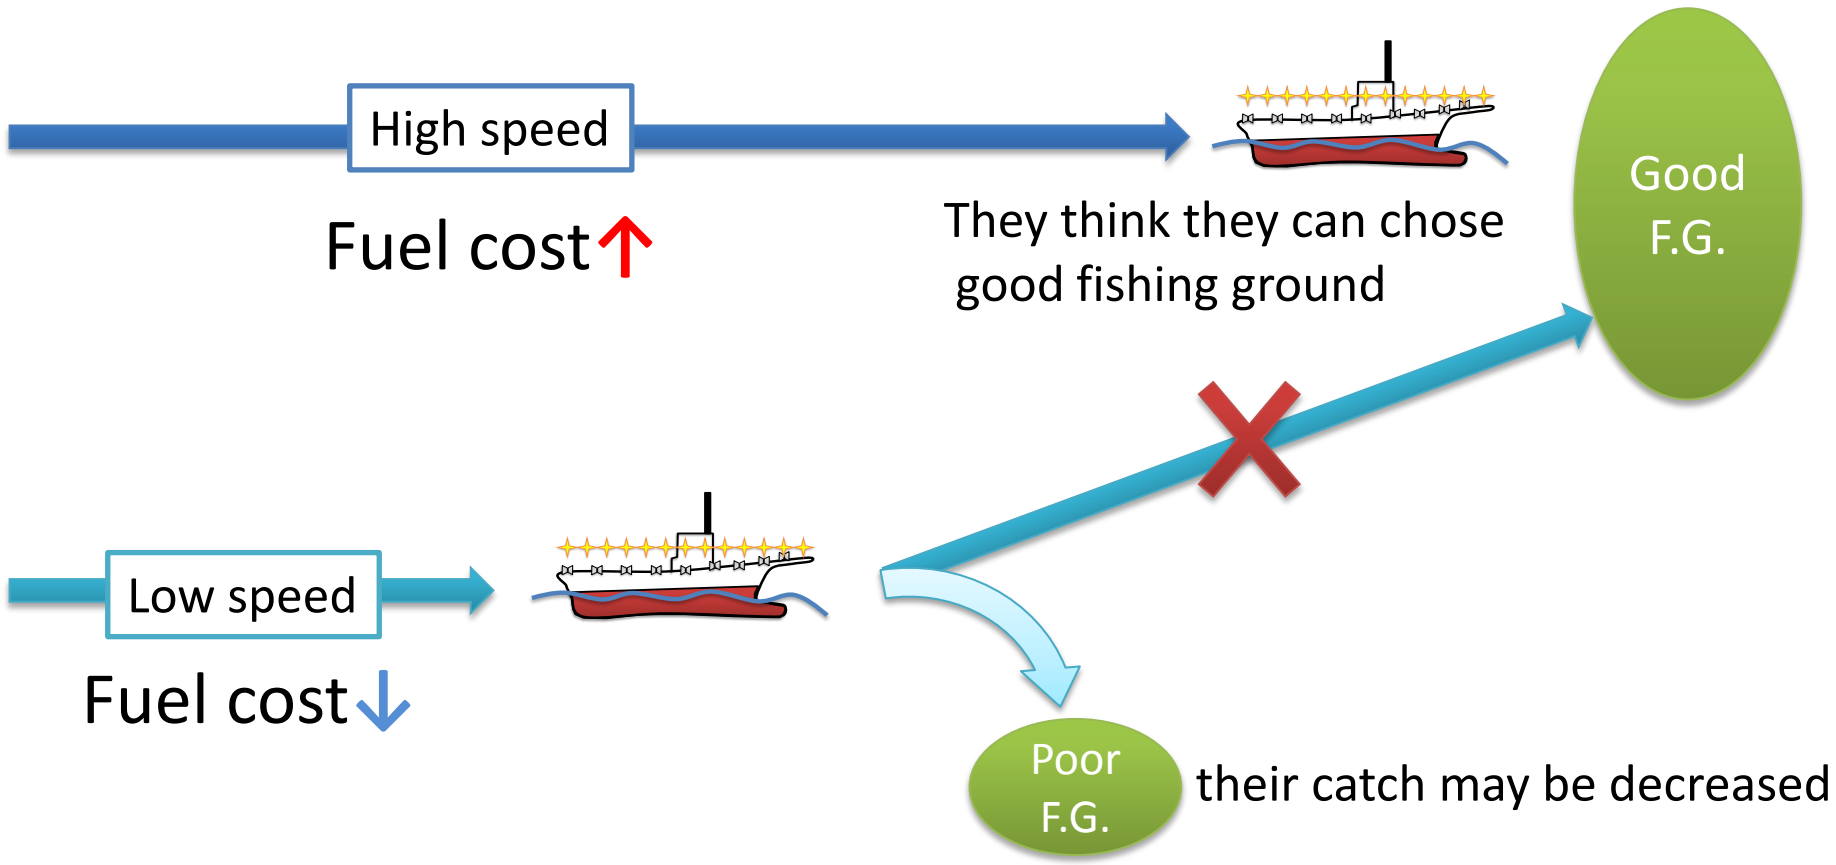 High speed
Fuel cost↑
They think they can chose
good fishing ground
Good
F.G.
Low speed
Fuel cost↓
Poor
F.G.
their catch may be decreased